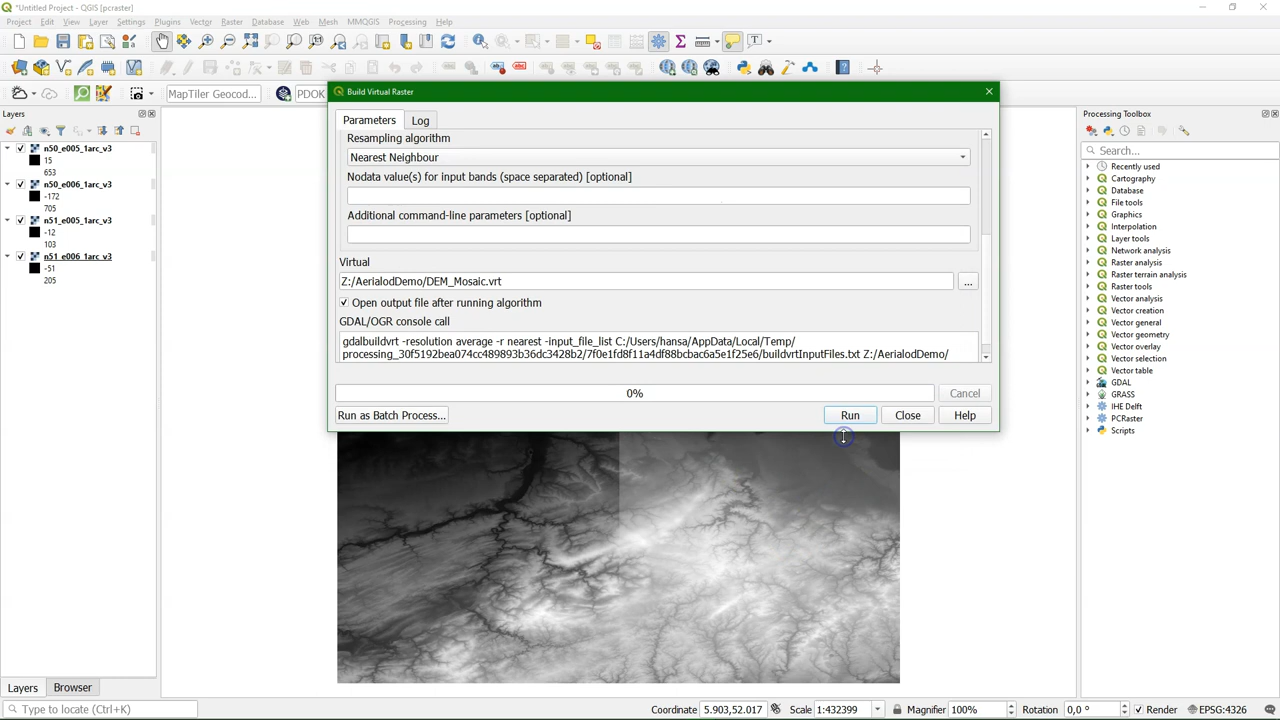 *Untitled Project - QGIS [pcraster]
Project Edit View Layer Settings Plugins Vector Raster Database Web Mesh MMQGIS Processing Help
MapTiler Geocod...
PDOK
Layers
n50_e005_1arc_v3
15
653
n50_e006_1arc_v3
-172
705
n51_e005_1arc_v3
-12
103
n51_e006_1arc_v3
-51
205
Layers Browser
Build Virtual Raster
Parameters Log
Resampling algorithm
Nearest Neighbour
Nodata value(s) for input bands (space separated) [optional]
Additional command-line parameters [optional]
Virtual
Z:/AerialodDemo/DEM_Mosaic.vrt
...
Open output file after running algorithm
GDAL/OGR console call
gdalbuildvrt -resolution average -r nearest -input_file_list C:/Users/hansa/AppData/Local/Temp/
processing_30f5192bea074cc489893b36dc3428b2/7f0e1fd8f11a4df88bcbac6a5e1f25e6/buildvrtInputFiles.txt Z:/AerialodDemo/
0%
Cancel
Run as Batch Process...
Run Close Help
Processing Toolbox
Search...
Recently used
Cartography
Database
File tools
Graphics
Interpolation
Layer tools
Network analysis
Raster analysis
Raster terrain analysis
Raster tools
Vector analysis
Vector creation
Vector general
Vector geometry
Vector overlay
Vector selection
Vector table
GDAL
GRASS
IHE Delft
PCRaster
Scripts
Type to locate (Ctrl+K)
Coordinate 5.903,52.017 Scale 1:432399 Magnifier 100% Rotation 0,0 ° Render EPSG:4326